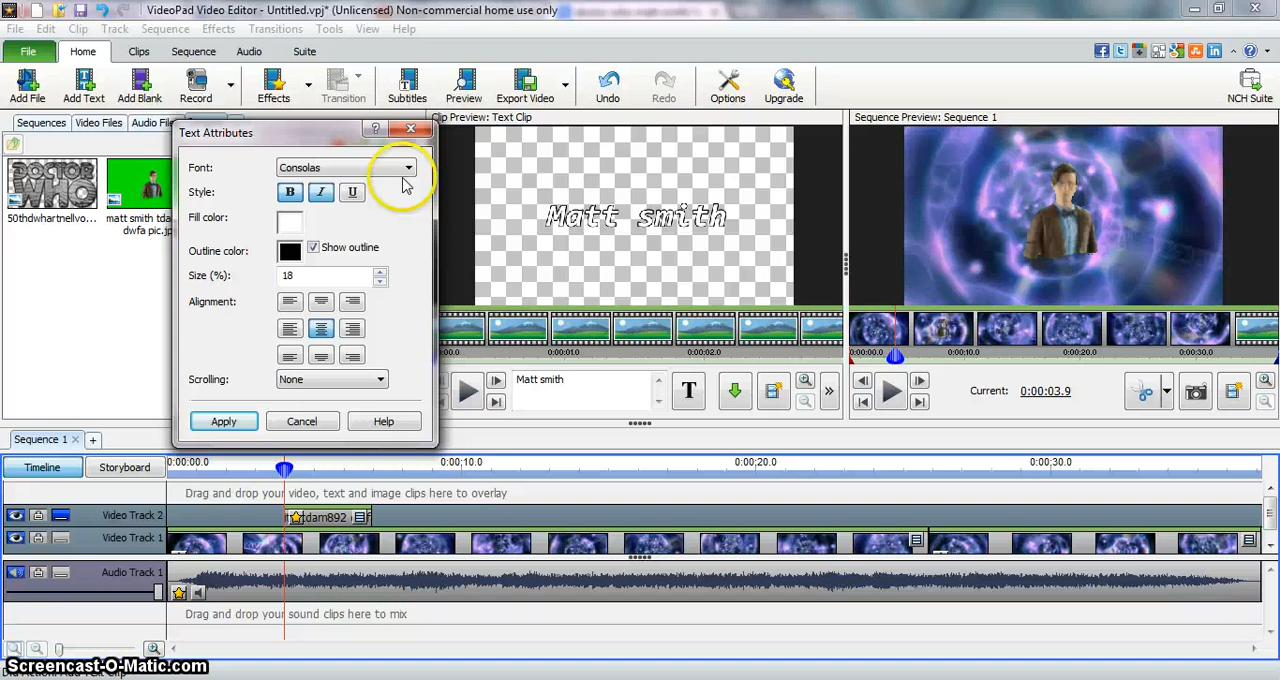 VideoPad Video Editor - Untitled.vpj* (Unlicensed) Non-commercial home use only
File Edit Clip Track Sequence Effects Transitions Tools View Help
File Home Clips Sequence Audio Suite
Add File Add Text Add Blank Record Effects Transition Subtitles Preview Export Video Undo Redo Options Upgrade NCH Suite
Sequences Video Files Audio Fil
Clip Preview: Text Clip
Sequence Preview: Sequence 1
Text Attributes
Font: Consolas
Style: B I U
Fill color:
Outline color: Show outline
Size (%): 18
Alignment:
Scrolling: None
Apply Cancel Help
DOCTOR
WHO
50thdwhartnellvo...
matt smith tda
dwfa pic.j
Matt smith
00.0 0:00:01.0 0:00:02.0
0:00:00.0 0:00:10.0 0:00:20.0 0:00:30.0
Matt smith
T
Current: 0:00:03.9
Sequence 1
Timeline Storyboard
0:00:00.0 0:00:10.0 0:00:20.0 0:00:30.0
Drag and drop your video, text and image clips here to overlay
Video Track 2
tdam892
Video Track 1
Audio Track 1
Drag and drop your sound clips here to mix
Screencast-O-Matic.com